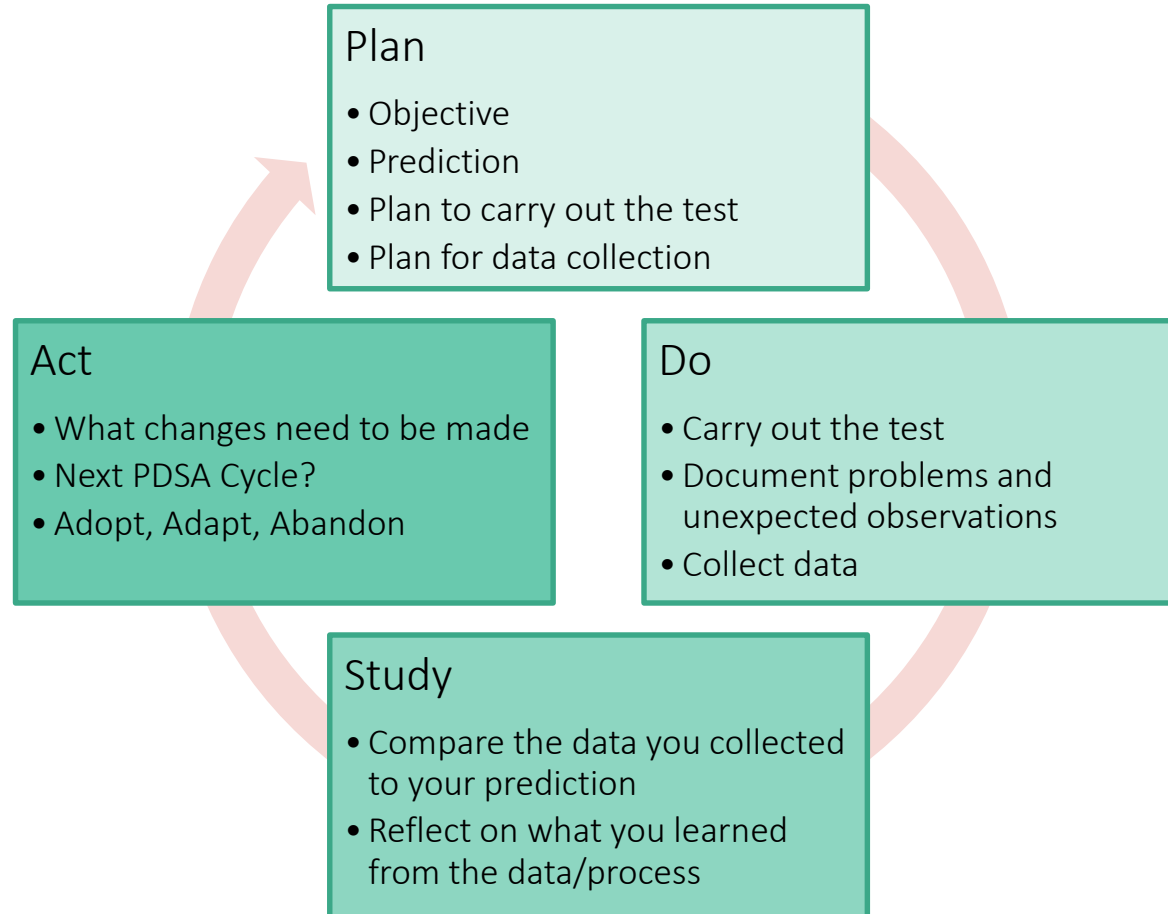 Plan
• Objective
• Prediction
• Plan to carry out the test
• Plan for data collection
Do
• Carry out the test
• Document problems and
unexpected observations
• Collect data
Study
• Compare the data you collected
to your prediction
• Reflect on what you learned
from the data/process
Act
• What changes need to be made
• Next PDSA Cycle?
• Adopt, Adapt, Abandon